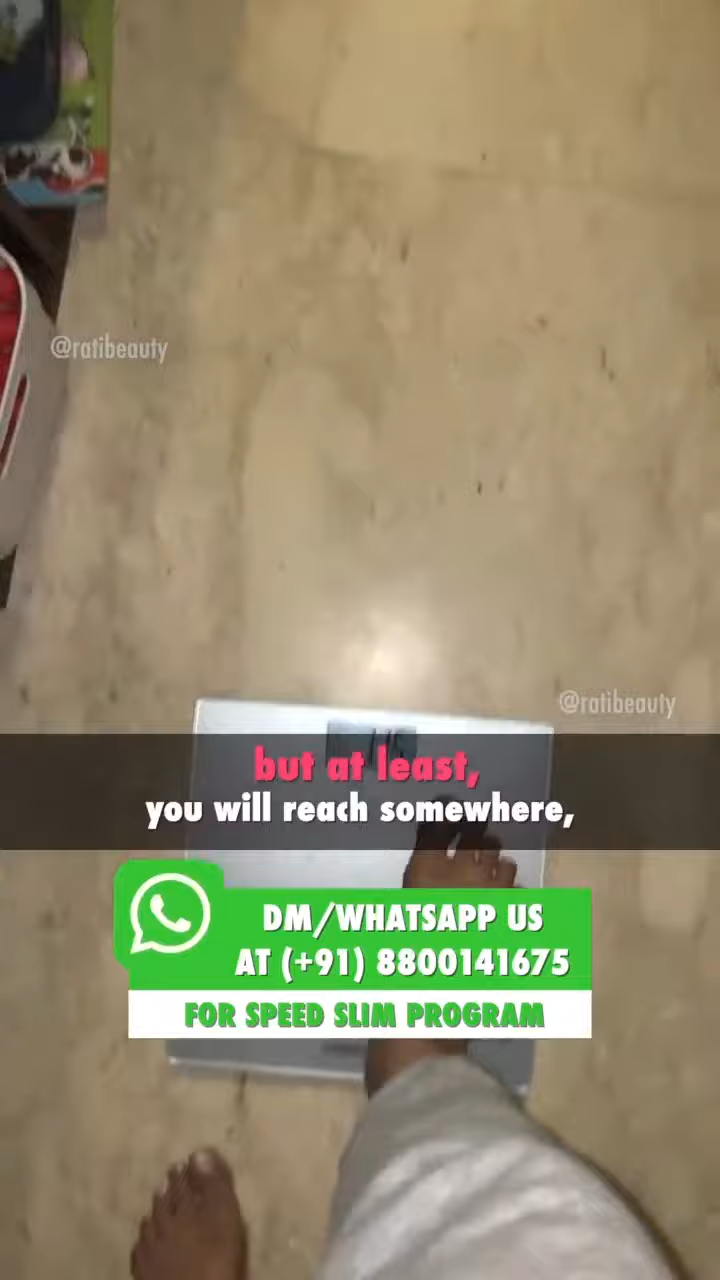 @ratibeauty
@ratibeauty
but at least,
you will reach somewhere,
DM/WHATSAPP US
AT (+91) 8800141675
FOR SPEED SLIM PROGRAM